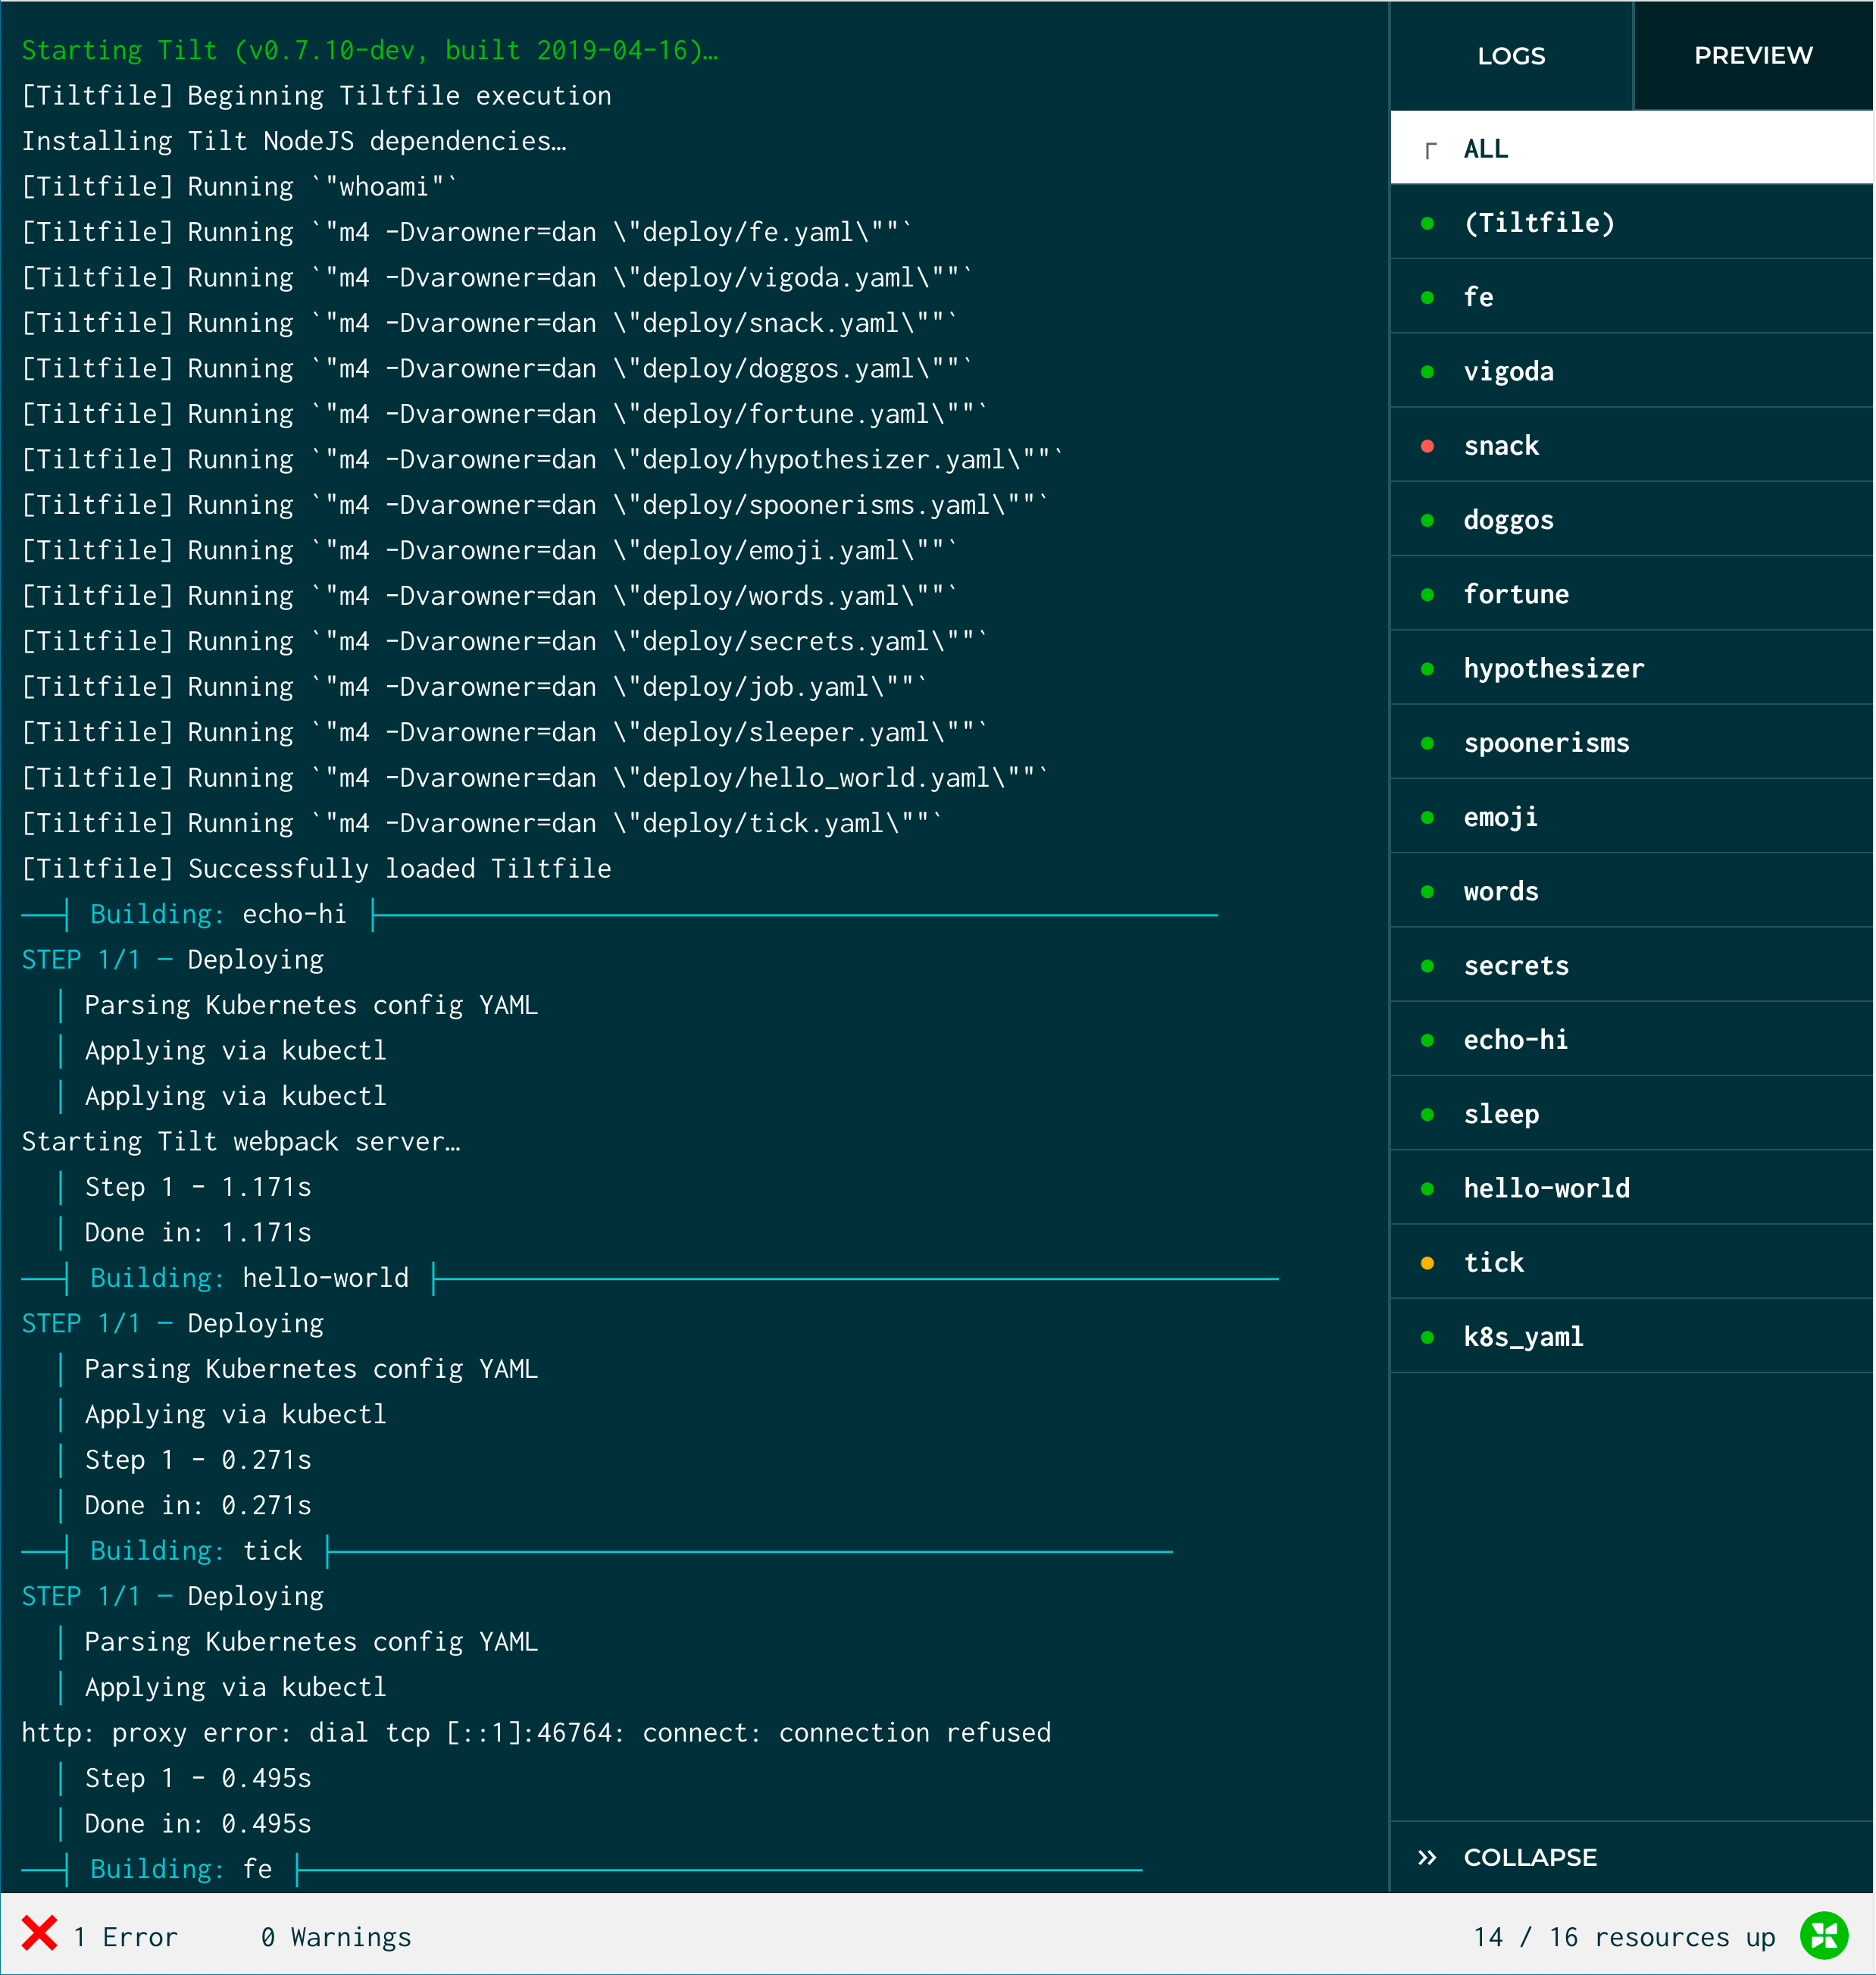 Starting Tilt (v0.7.10-dev, built 2019-04-16)…
[Tiltfile] Beginning Tiltfile execution
Installing Tilt NodeJS dependencies…
[Tiltfile] Running `"whoami"`
[Tiltfile] Running `"m4 -Dvarowner=dan \"deploy/fe.yaml\""`
[Tiltfile] Running `"m4 -Dvarowner=dan \"deploy/vigoda.yaml\""`
[Tiltfile] Running `"m4 -Dvarowner=dan \"deploy/snack.yaml\""`
[Tiltfile] Running `"m4 -Dvarowner=dan \"deploy/doggos.yaml\""`
[Tiltfile] Running `"m4 -Dvarowner=dan \"deploy/fortune.yaml\""`
[Tiltfile] Running `"m4 -Dvarowner=dan \"deploy/hypothesizer.yaml\""`
[Tiltfile] Running `"m4 -Dvarowner=dan \"deploy/spoonerisms.yaml\""`
[Tiltfile] Running `"m4 -Dvarowner=dan \"deploy/emoji.yaml\""`
[Tiltfile] Running `"m4 -Dvarowner=dan \"deploy/words.yaml\""`
[Tiltfile] Running `"m4 -Dvarowner=dan \"deploy/secrets.yaml\""`
[Tiltfile] Running `"m4 -Dvarowner=dan \"deploy/job.yaml\""`
[Tiltfile] Running `"m4 -Dvarowner=dan \"deploy/sleeper.yaml\""`
[Tiltfile] Running `"m4 -Dvarowner=dan \"deploy/hello_world.yaml\""`
[Tiltfile] Running `"m4 -Dvarowner=dan \"deploy/tick.yaml\""`
[Tiltfile] Successfully loaded Tiltfile
──┤ Building: echo-hi ├────────────────────────────────────────────────────────
STEP 1/1 — Deploying
│ Parsing Kubernetes config YAML
│ Applying via kubectl
│ Applying via kubectl
Starting Tilt webpack server…
│ Step 1 - 1.171s
│ Done in: 1.171s
──┤ Building: hello-world ├────────────────────────────────────────────────────────
STEP 1/1 — Deploying
│ Parsing Kubernetes config YAML
│ Applying via kubectl
│ Step 1 - 0.271s
│ Done in: 0.271s
──┤ Building: tick ├────────────────────────────────────────────────────────
STEP 1/1 — Deploying
│ Parsing Kubernetes config YAML
│ Applying via kubectl
http: proxy error: dial tcp [::1]:46764: connect: connection refused
│ Step 1 - 0.495s
│ Done in: 0.495s
──┤ Building: fe ├────────────────────────────────────────────────────────
LOGS
PREVIEW
ALL
(Tiltfile)
fe
vigoda
snack
doggos
fortune
hypothesizer
spoonerisms
emoji
words
secrets
echo-hi
sleep
hello-world
tick
k8s_yaml
COLLAPSE
1 Error
0 Warnings
14 / 16 resources up